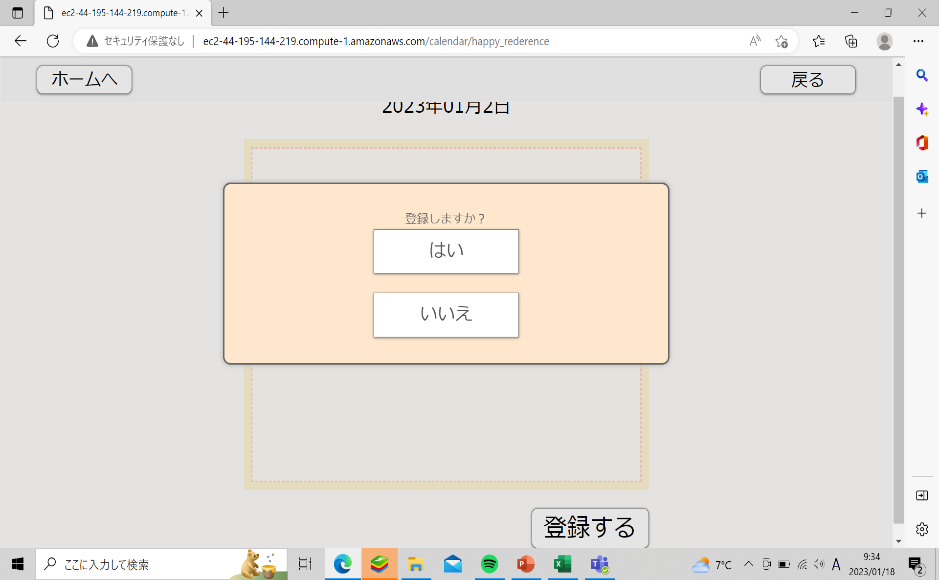 ec2-44-195-144-219.compute-1.
セキュリティ保護なし
ec2-44-195-144-219.compute-1.amazonaws.com/calendar/happy_rederence
ホームへ
戻る
2023年01月2日
登録しますか？
はい
いいえ
登録する
ここに入力して検索
7°C
A
9:34
2023/01/18
2